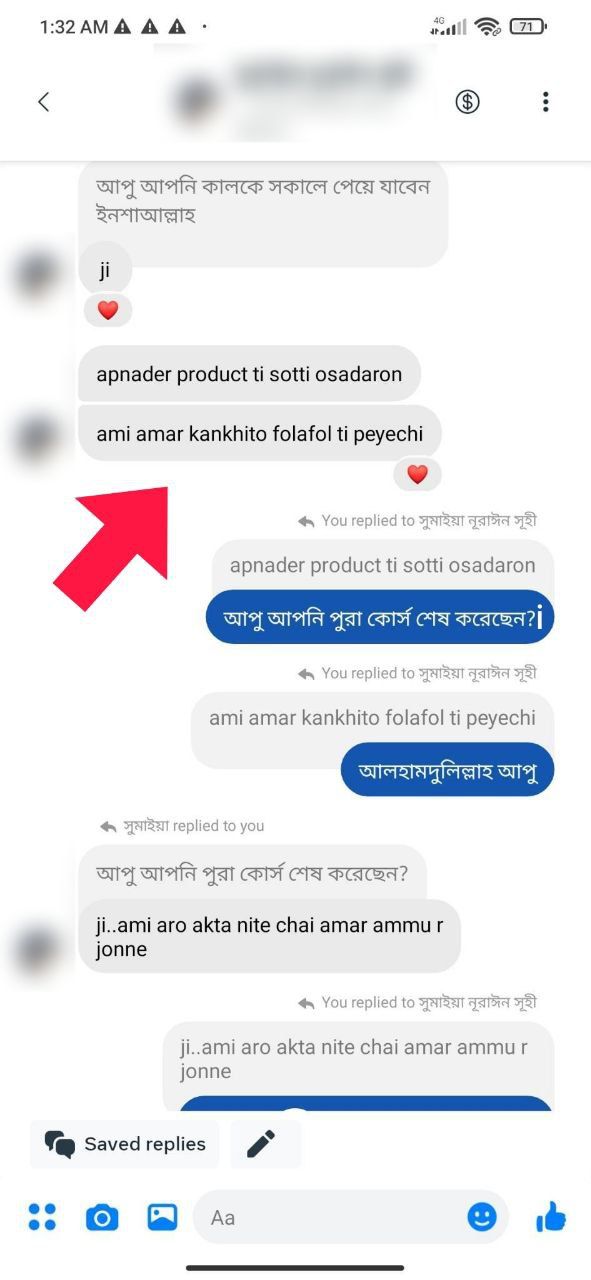 1:32 AM
4G
71
আপু আপনি কালকে সকালে পেয়ে যাবেন
ইনশাআল্লাহ
ji
apnader product ti sotti osadaron
ami amar kankhito folafol ti peyechi
You replied to সুমাইয়া নূরাঈন সূহী
apnader product ti sotti osadaron
আপু আপনি পুরা কোর্স শেষ করেছেন?i
You replied to সুমাইয়া নূরাঈন সূহী
ami amar kankhito folafol ti peyechi
আলহামদুলিল্লাহ আপু
সুমাইয়া replied to you
আপু আপনি পুরা কোর্স শেষ করেছেন?
ji..ami aro akta nite chai amar ammu r
jonne
You replied to সুমাইয়া নূরাঈন সূহী
ji..ami aro akta nite chai amar ammu r
jonne
Saved replies
Aa